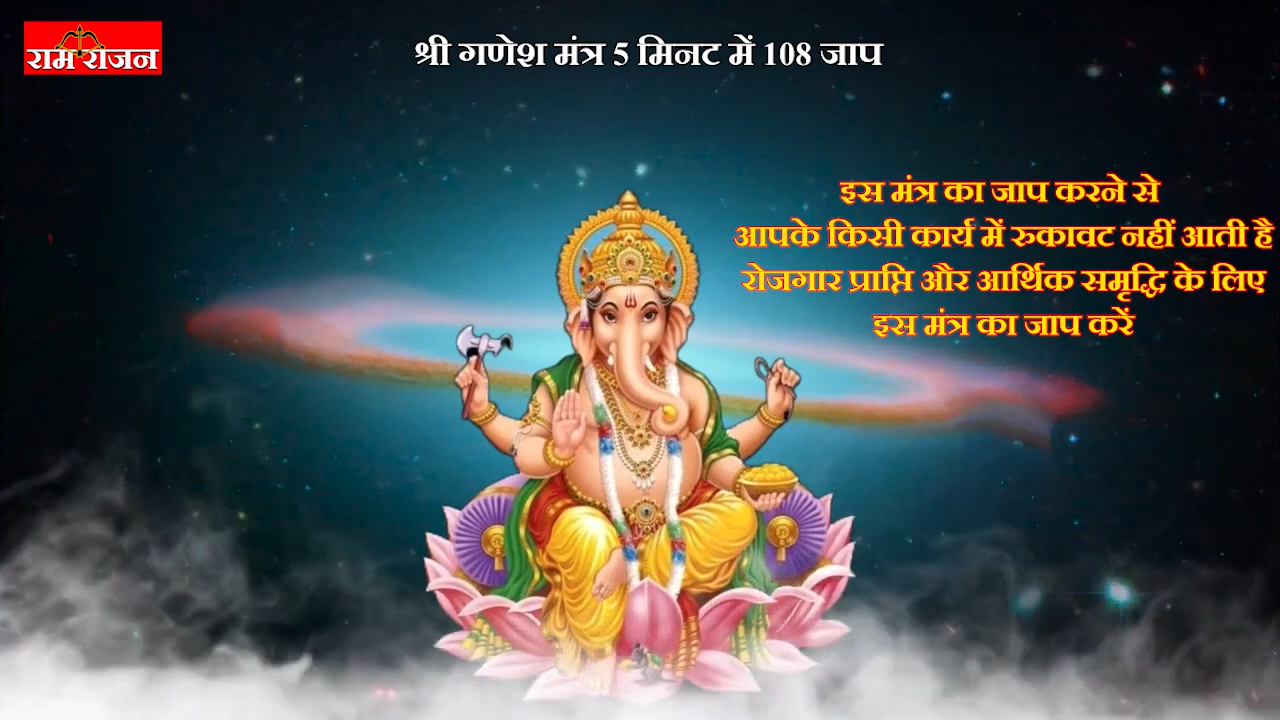 राम रोजन
श्री गणेश मंत्र 5 मिनट में 108 जाप
इस मंत्र का जाप करने से
आपके किसी कार्य में रुकावट नहीं आती है
रोजगार प्राप्ति और आर्थिक समृद्धि के लिए
इस मंत्र का जाप करें